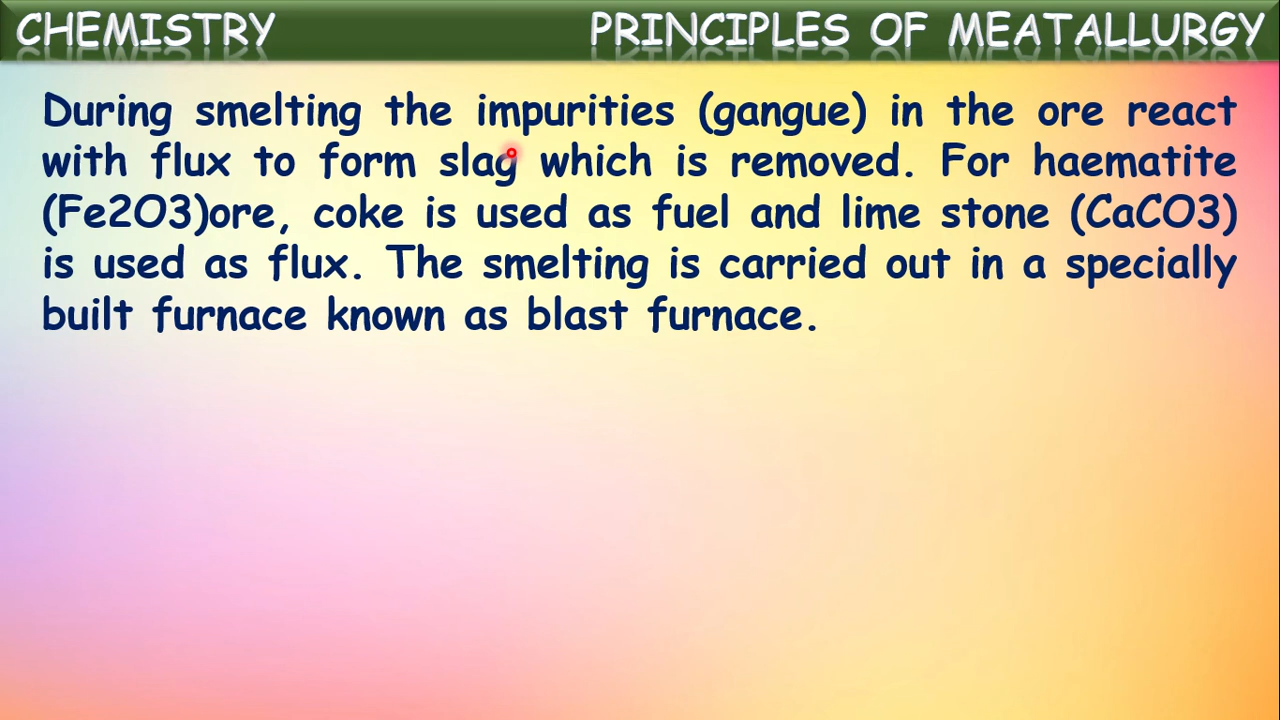 CHEMISTRY PRINCIPLES OF MEATALLURGY
During smelting the impurities (gangue) in the ore react
with flux to form slag which is removed. For haematite
(Fe2O3)ore, coke is used as fuel and lime stone (CaCO3)
is used as flux. The smelting is carried out in a specially
built furnace known as blast furnace.